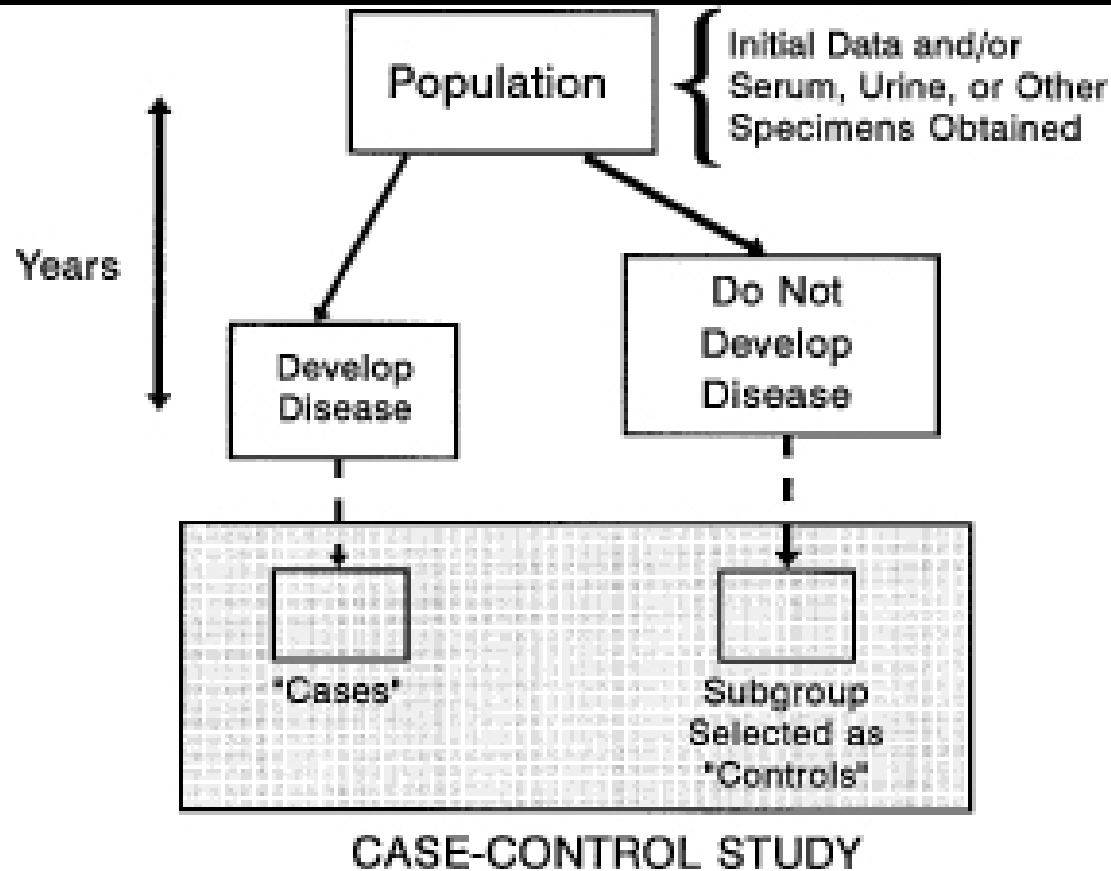 Population
Initial Data and/or
Serum, Urine, or Other
Specimens Obtained
Years
Do Not
Develop
Disease
Develop
Disease
"Cases"
Subgroup
Selected as
"Controls"
CASE-CONTROL STUDY